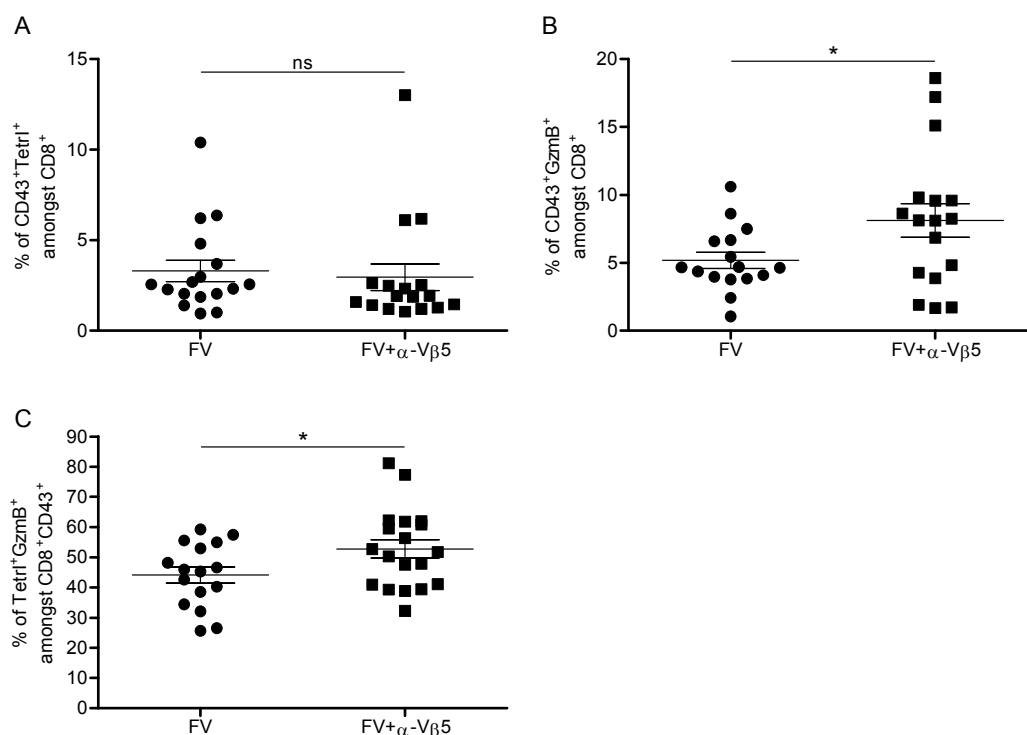 A
% of CD43⁺TetrI⁺
amongst CD8⁺
15
10
5
0
ns
FV
FV+α-Vβ5
B
% of CD43⁺GzmB⁺
amongst CD8⁺
20
15
10
5
0
*
FV
FV+α-Vβ5
C
% of TetrI⁺GzmB⁺
amongst CD8⁺CD43⁺
90
80
70
60
50
40
30
20
10
0
*
FV
FV+α-Vβ5